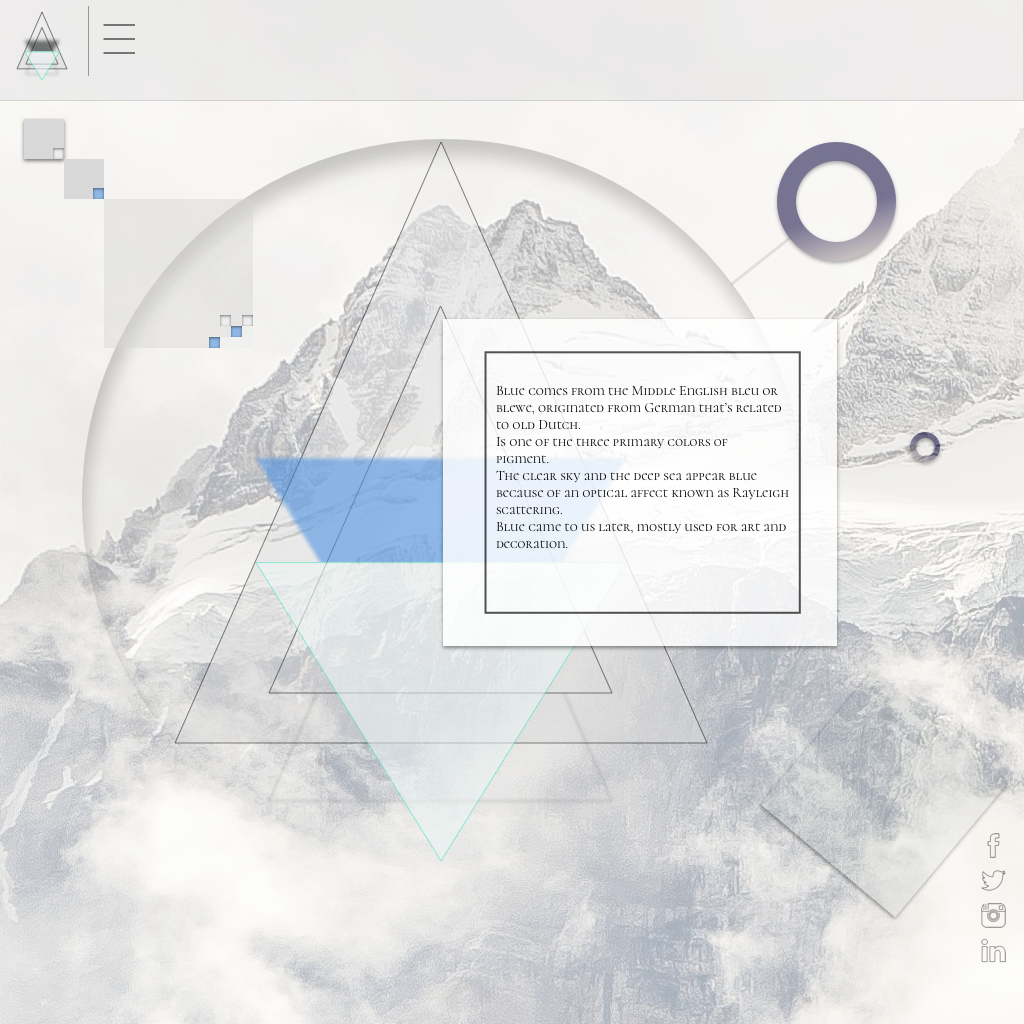 Blue comes from the Middle English bleu or
blewe, originated from German that's related
to old Dutch.
Is one of the three primary colors of
pigment.
The clear sky and the deep sea appear blue
because of an optical affect known as Rayleigh
scattering.
Blue came to us later, mostly used for art and
decoration.